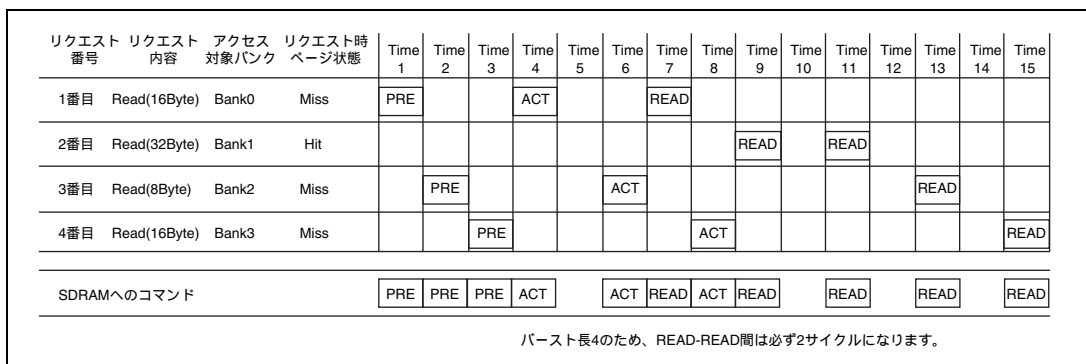 リクエスト番号 リクエスト内容 アクセス対象バンク リクエスト時ページ状態 Time 1 Time 2 Time 3 Time 4 Time 5 Time 6 Time 7 Time 8 Time 9 Time 10 Time 11 Time 12 Time 13 Time 14 Time 15
1番目 Read(16Byte) Bank0 Miss PRE ACT READ
2番目 Read(32Byte) Bank1 Hit READ READ
3番目 Read(8Byte) Bank2 Miss PRE ACT READ
4番目 Read(16Byte) Bank3 Miss PRE ACT READ
SDRAMへのコマンド PRE PRE PRE ACT ACT READ ACT READ READ READ READ
バースト長4のため、READ-READ間は必ず2サイクルになります。